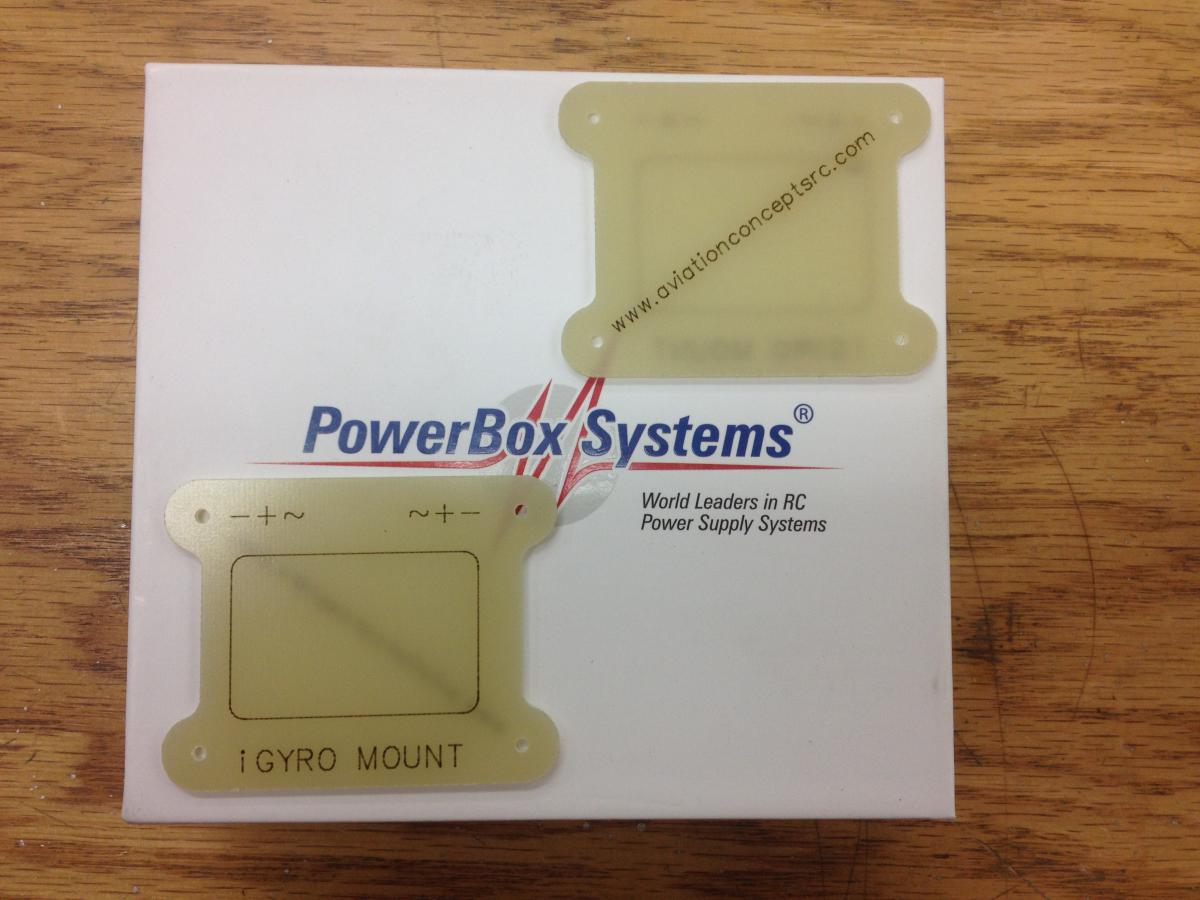 www.aviationconceptsrc.com
PowerBox Systems®
World Leaders in RC
Power Supply Systems
−+~ ~+−
iGYRO MOUNT